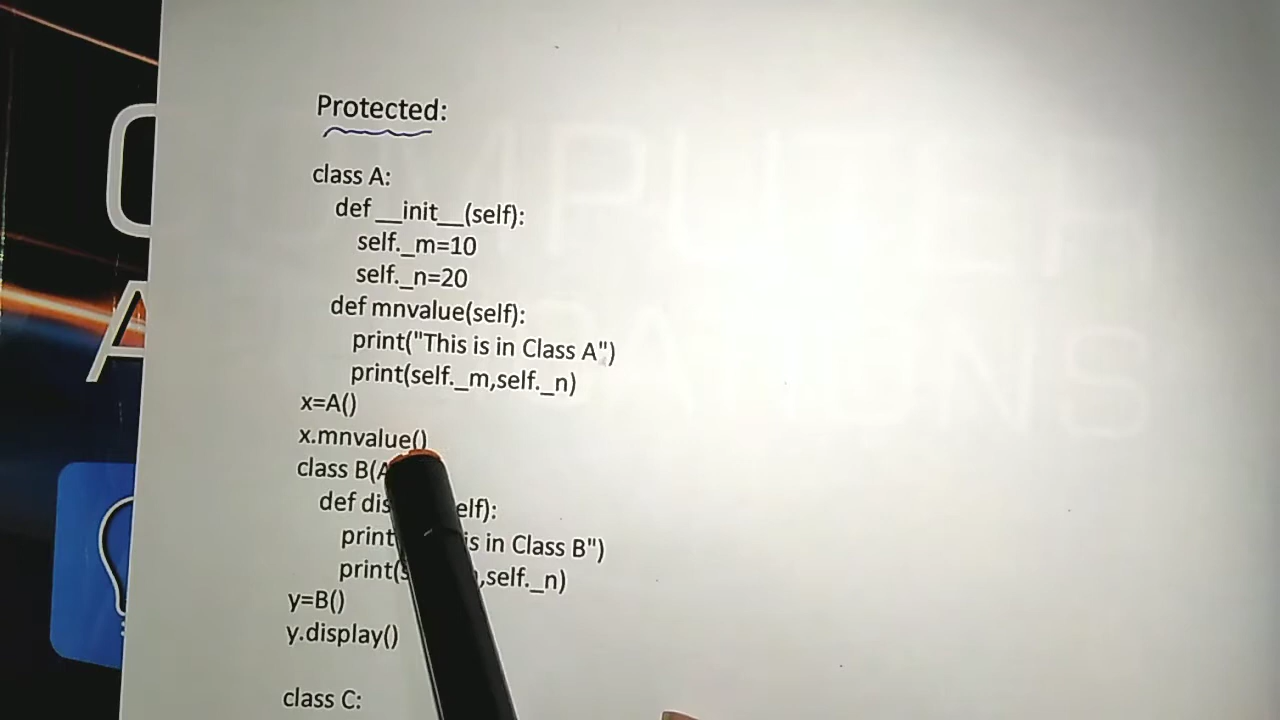 Protected:
class A:
def __init__(self):
self._m=10
self._n=20
def mnvalue(self):
print("This is in Class A")
print(self._m,self._n)
x=A()
x.mnvalue()
class B(A
def dis elf):
print is in Class B")
print(s ,self._n)
y=B()
y.display()
class C: